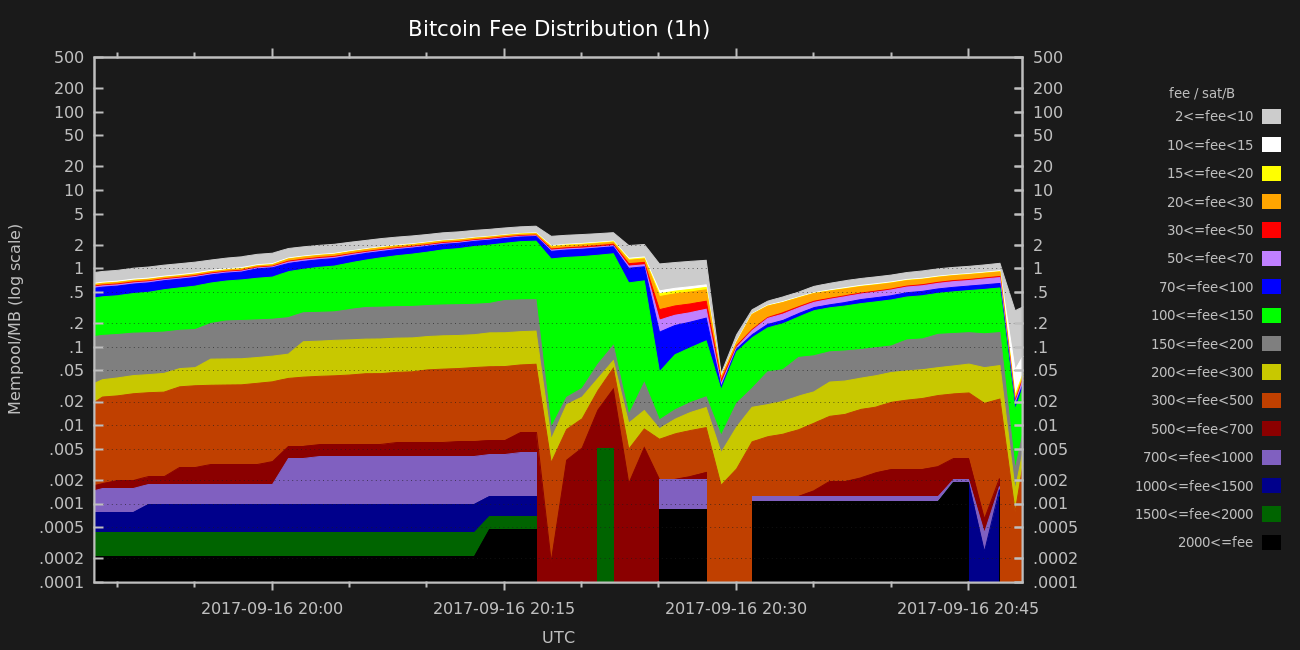 Bitcoin Fee Distribution (1h)
500 500
200 200
100 100
50 50
20 20
10 10
5 5
2 2
1 1
.5 .5
.2 .2
.1 .1
.05 .05
.02 .02
.01 .01
.005 .005
.002 .002
.001 .001
.0005 .0005
.0002 .0002
.0001 .0001
Mempool/MB (log scale)
2017-09-16 20:00 2017-09-16 20:15 2017-09-16 20:30 2017-09-16 20:45
UTC
fee / sat/B
2<=fee<10
10<=fee<15
15<=fee<20
20<=fee<30
30<=fee<50
50<=fee<70
70<=fee<100
100<=fee<150
150<=fee<200
200<=fee<300
300<=fee<500
500<=fee<700
700<=fee<1000
1000<=fee<1500
1500<=fee<2000
2000<=fee